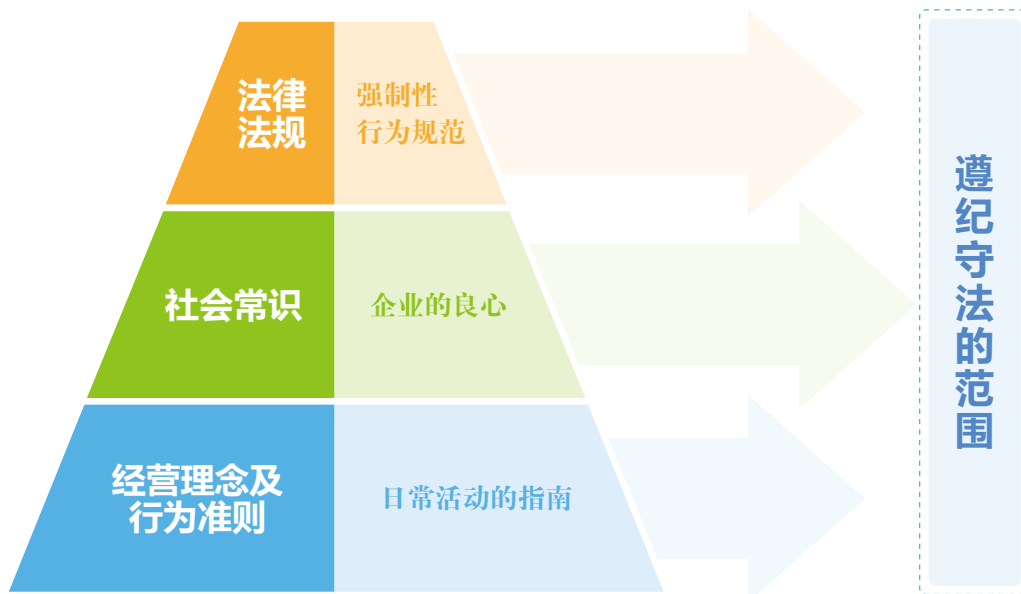 法律
法规
强制性
行为规范
社会常识
企业的良心
经营理念及
行为准则
日常活动的指南
遵纪守法的范围